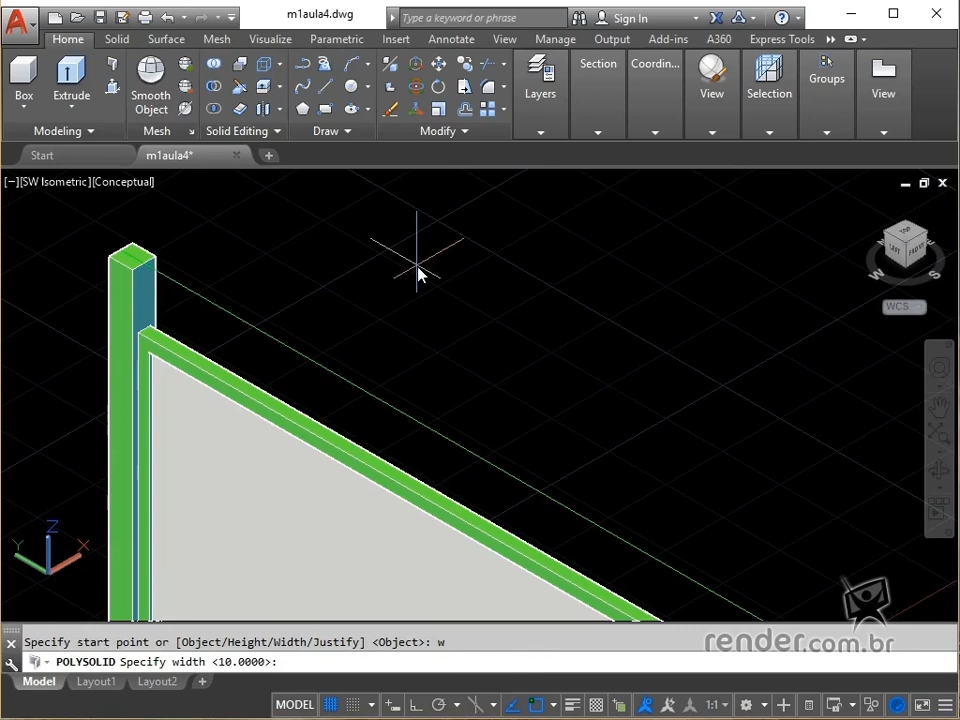 m1aula4.dwg
Type a keyword or phrase
Sign In
Home Solid Surface Mesh Visualize Parametric Insert Annotate View Manage Output Add-ins A360 Express Tools
Box Extrude Smooth Object Layers Section Coordin... View Selection Groups View
Modeling Mesh Solid Editing Draw Modify
Start m1aula4*
[−][SW Isometric][Conceptual]
TOP
LEFT FRONT
W S
WCS
Z
Y X
render.com.br
Specify start point or [Object/Height/Width/Justify] <Object>: w
POLYSOLID Specify width <10.0000>:
Model Layout1 Layout2 +
MODEL 1:1